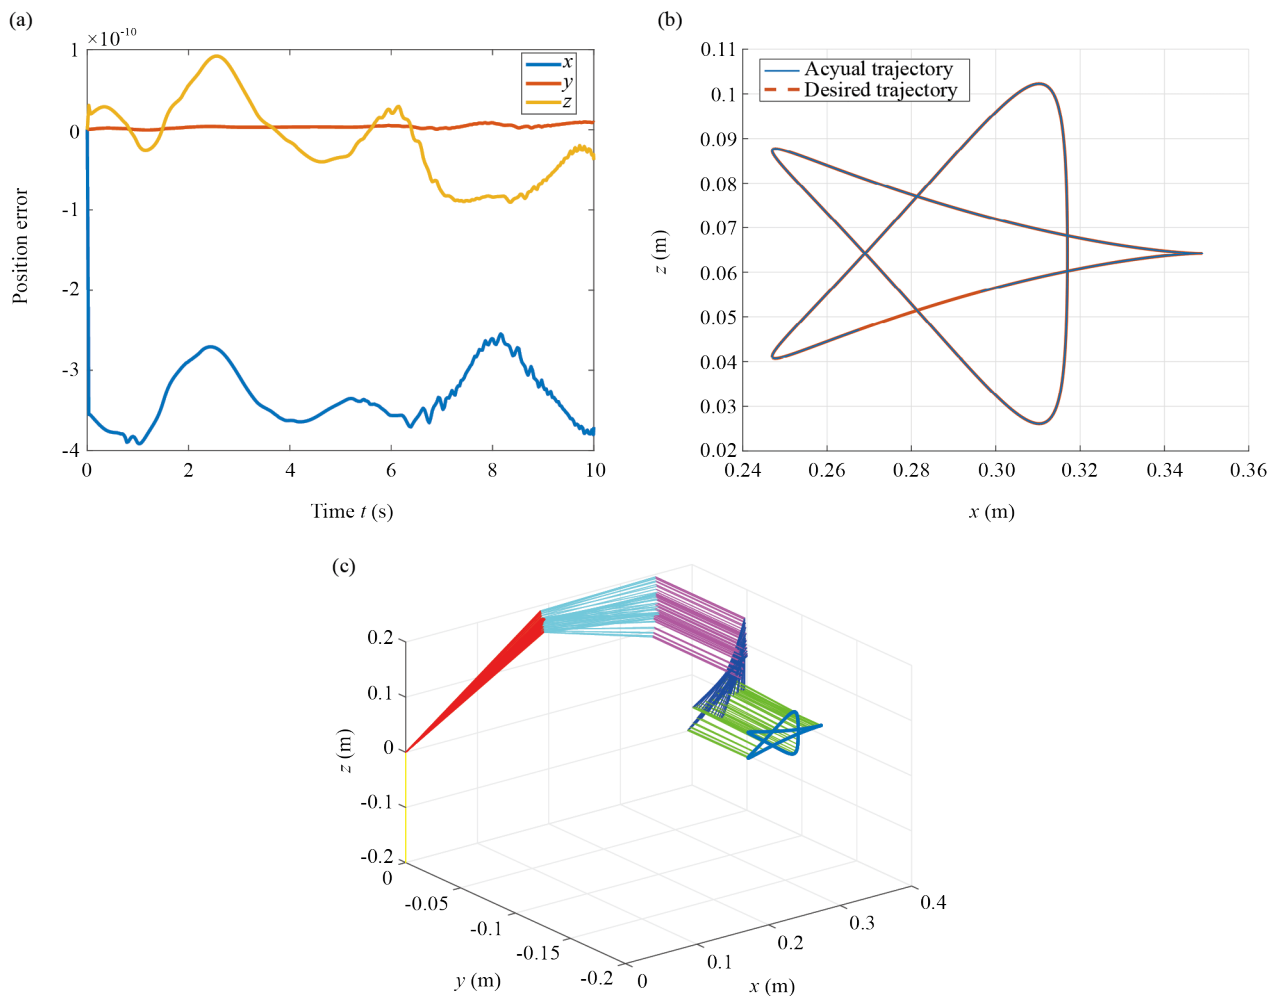 (a)
×10⁻¹⁰
1
0
-1
-2
-3
-4
0 2 4 6 8 10
Position error
Time t (s)
x
y
z
(b)
0.11
0.1
0.09
0.08
0.07
0.06
0.05
0.04
0.03
0.02
0.24 0.26 0.28 0.30 0.32 0.34 0.36
z (m)
x (m)
Acyual trajectory
Desired trajectory
(c)
0.2
0.1
0
-0.1
-0.2
z (m)
0
-0.05
-0.1
-0.15
-0.2
y (m)
0
0.1
0.2
0.3
0.4
x (m)